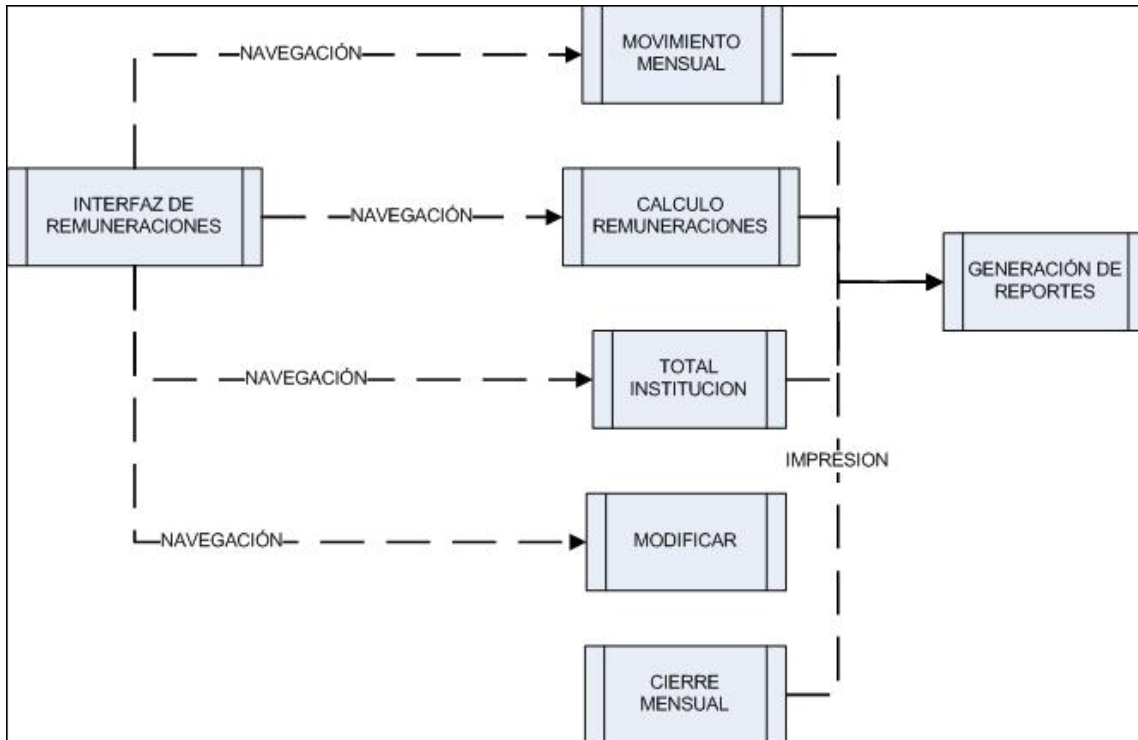 NAVEGACIÓN
MOVIMIENTO
MENSUAL
INTERFAZ DE
REMUNERACIONES
NAVEGACIÓN
CALCULO
REMUNERACIONES
GENERACIÓN DE
REPORTES
NAVEGACIÓN
TOTAL
INSTITUCION
IMPRESION
NAVEGACIÓN
MODIFICAR
CIERRE
MENSUAL